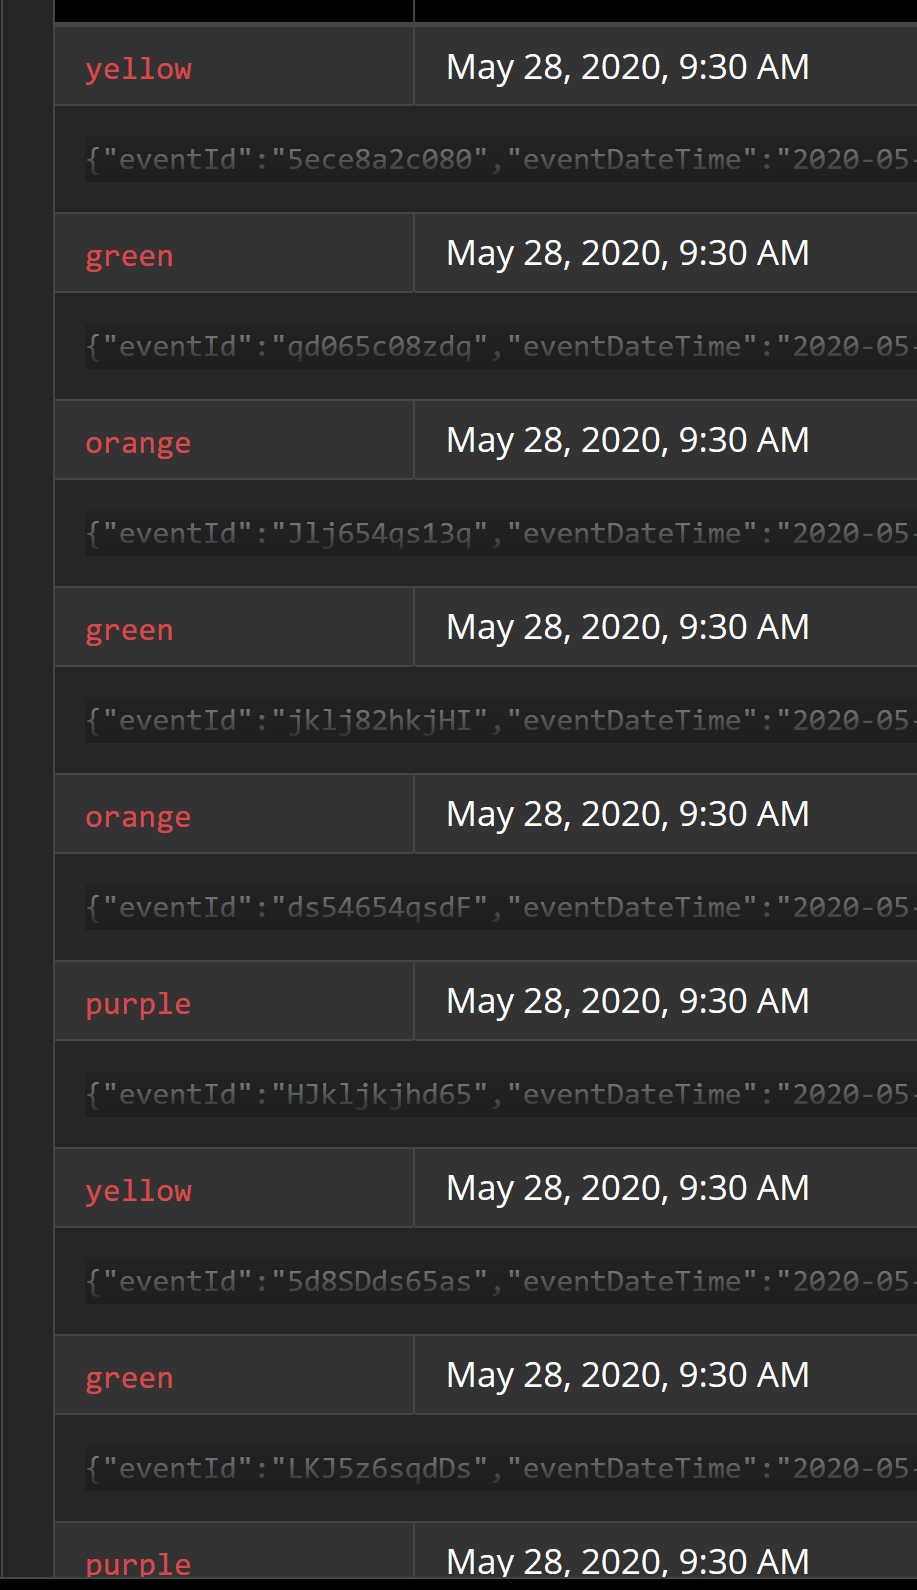 yellow May 28, 2020, 9:30 AM
{"eventId":"5ece8a2c080","eventDateTime":"2020-05-
green May 28, 2020, 9:30 AM
{"eventId":"qd065c08zdq","eventDateTime":"2020-05-
orange May 28, 2020, 9:30 AM
{"eventId":"Jlj654qs13q","eventDateTime":"2020-05-
green May 28, 2020, 9:30 AM
{"eventId":"jklj82hkjHI","eventDateTime":"2020-05-
orange May 28, 2020, 9:30 AM
{"eventId":"ds54654qsdF","eventDateTime":"2020-05-
purple May 28, 2020, 9:30 AM
{"eventId":"HJkljkjhd65","eventDateTime":"2020-05-
yellow May 28, 2020, 9:30 AM
{"eventId":"5d8SDds65as","eventDateTime":"2020-05-
green May 28, 2020, 9:30 AM
{"eventId":"LKJ5z6sqdDs","eventDateTime":"2020-05-
purple May 28, 2020, 9:30 AM